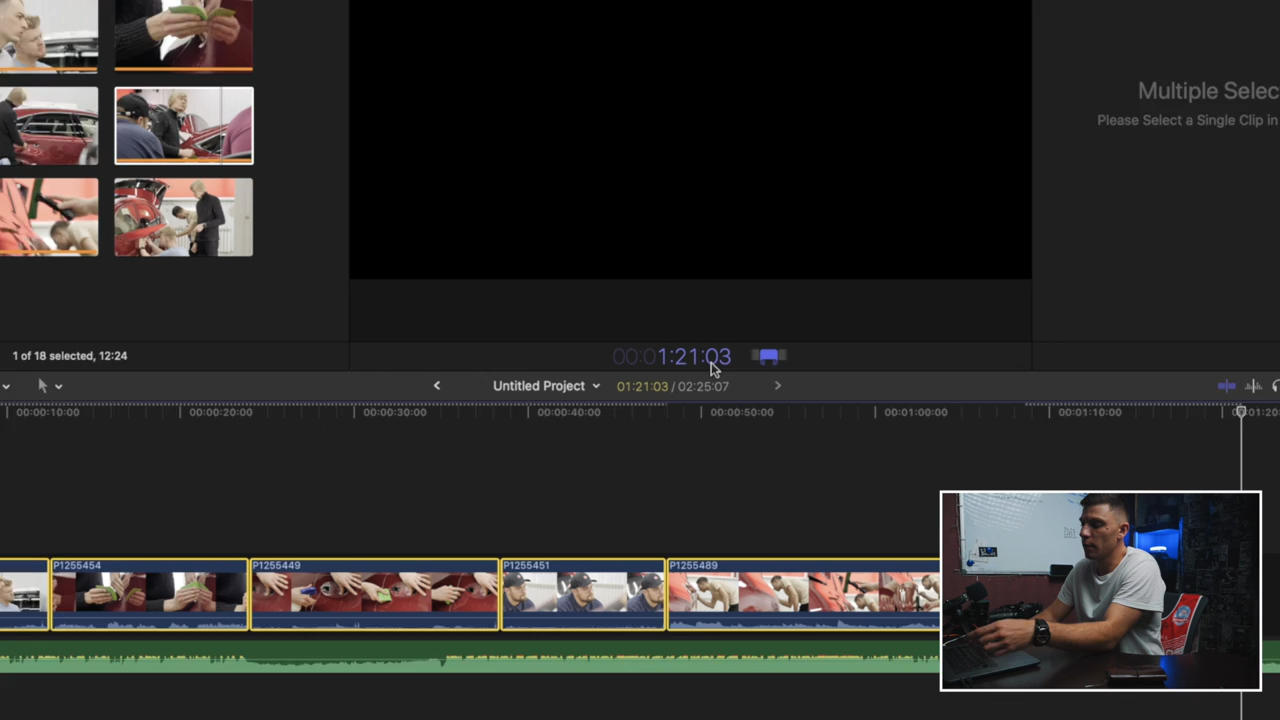 Multiple Selec
Please Select a Single Clip in
1 of 18 selected, 12:24
00:01:21:03
Untitled Project
01:21:03 / 02:25:07
00:00:10:00
00:00:20:00
00:00:30:00
00:00:40:00
00:00:50:00
00:01:00:00
00:01:10:00
P1255454
P1255449
P1255451
P1255489